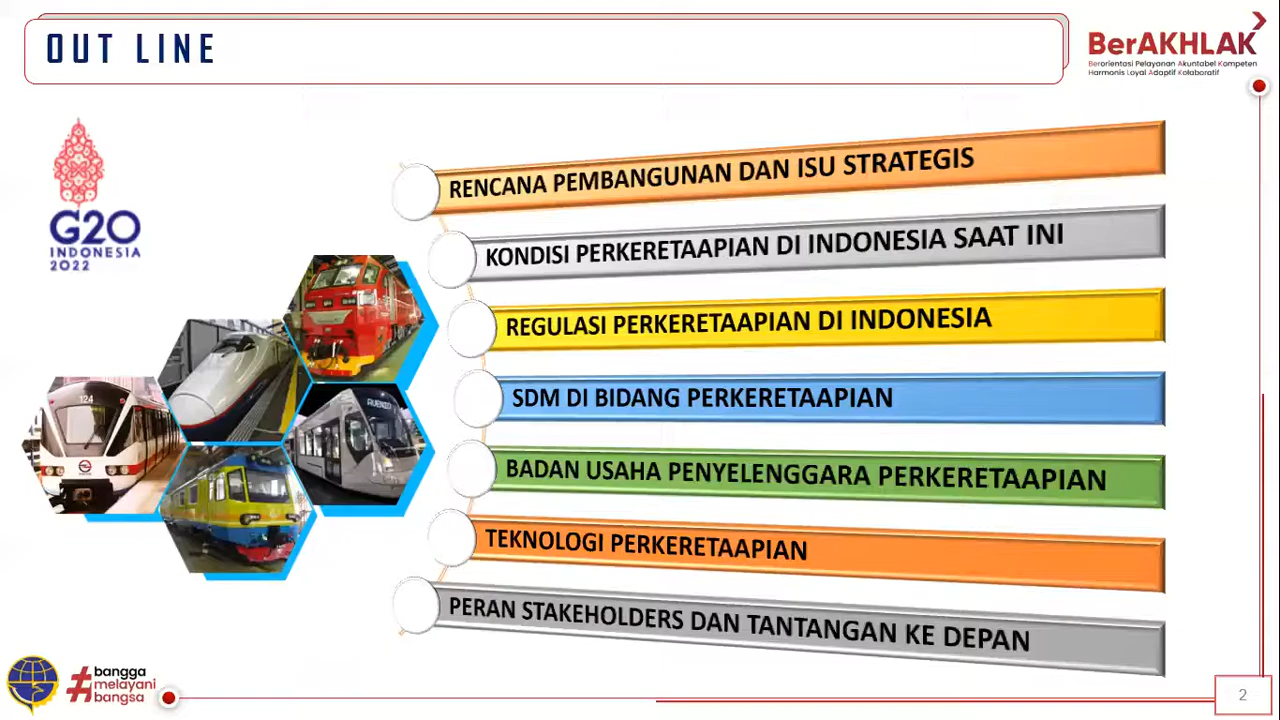 OUT LINE
BerAKHLAK
Berorientasi Pelayanan Akuntabel Kompeten
Harmonis Loyal Adaptif Kolaboratif
G20
INDONESIA
2022
RENCANA PEMBANGUNAN DAN ISU STRATEGIS
KONDISI PERKERETAAPIAN DI INDONESIA SAAT INI
REGULASI PERKERETAAPIAN DI INDONESIA
SDM DI BIDANG PERKERETAAPIAN
BADAN USAHA PENYELENGGARA PERKERETAAPIAN
TEKNOLOGI PERKERETAAPIAN
PERAN STAKEHOLDERS DAN TANTANGAN KE DEPAN
124
#bangga
melayani
bangsa
2